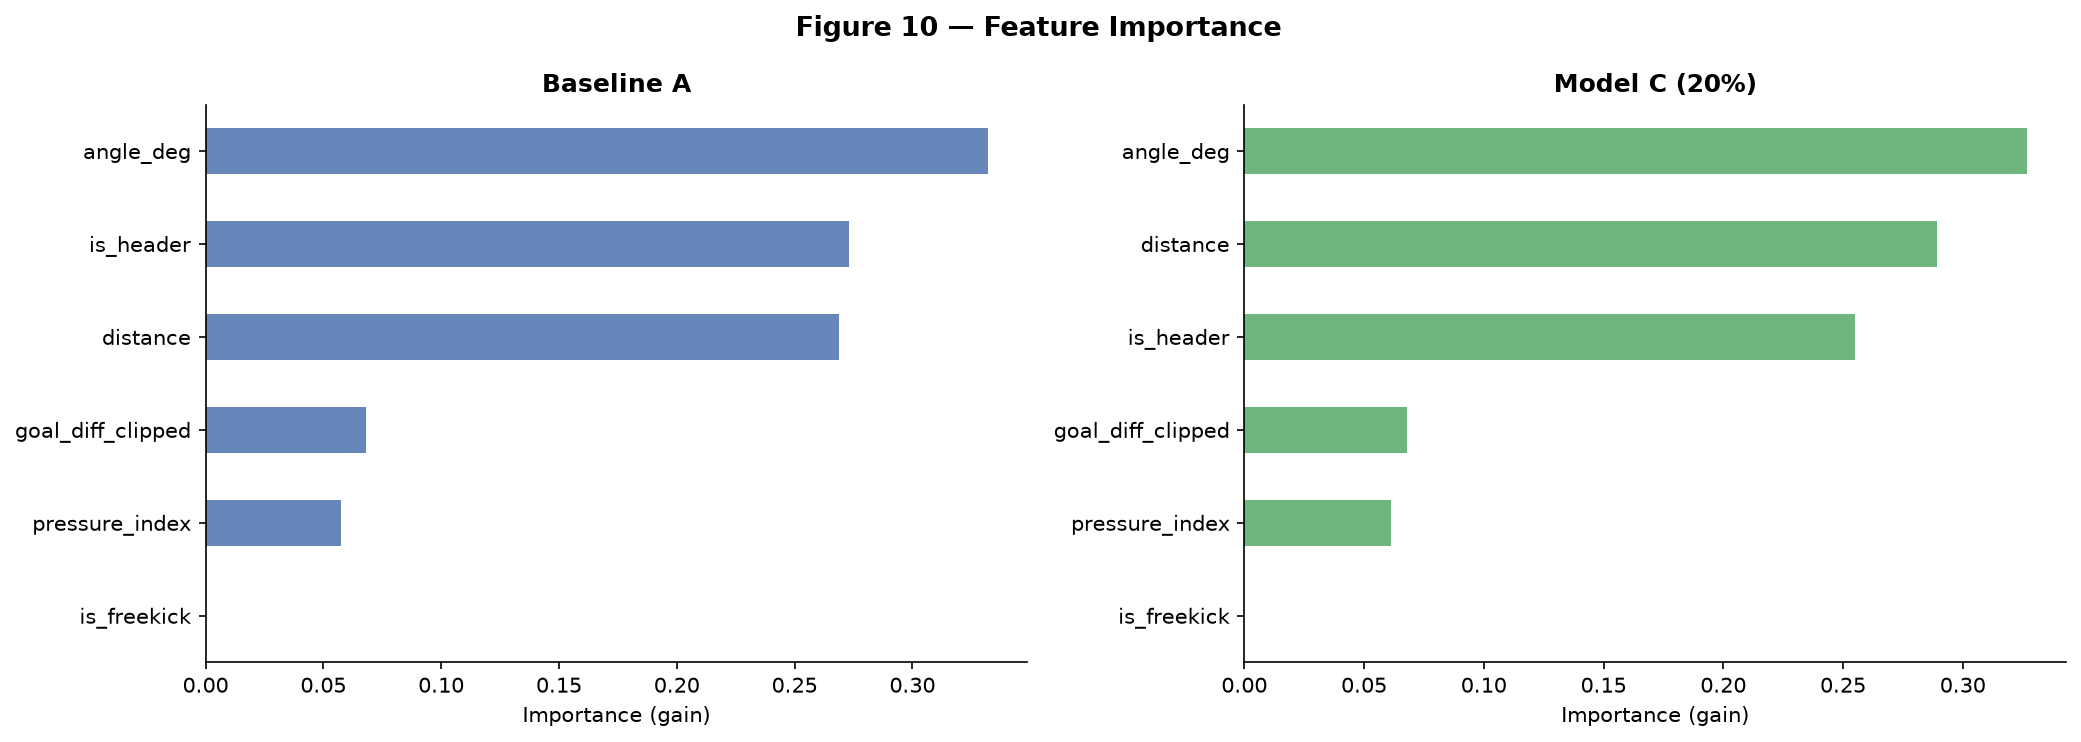 Figure 10 — Feature Importance
Baseline A
angle_deg
is_header
distance
goal_diff_clipped
pressure_index
is_freekick
0.00 0.05 0.10 0.15 0.20 0.25 0.30
Importance (gain)
Model C (20%)
angle_deg
distance
is_header
goal_diff_clipped
pressure_index
is_freekick
0.00 0.05 0.10 0.15 0.20 0.25 0.30
Importance (gain)